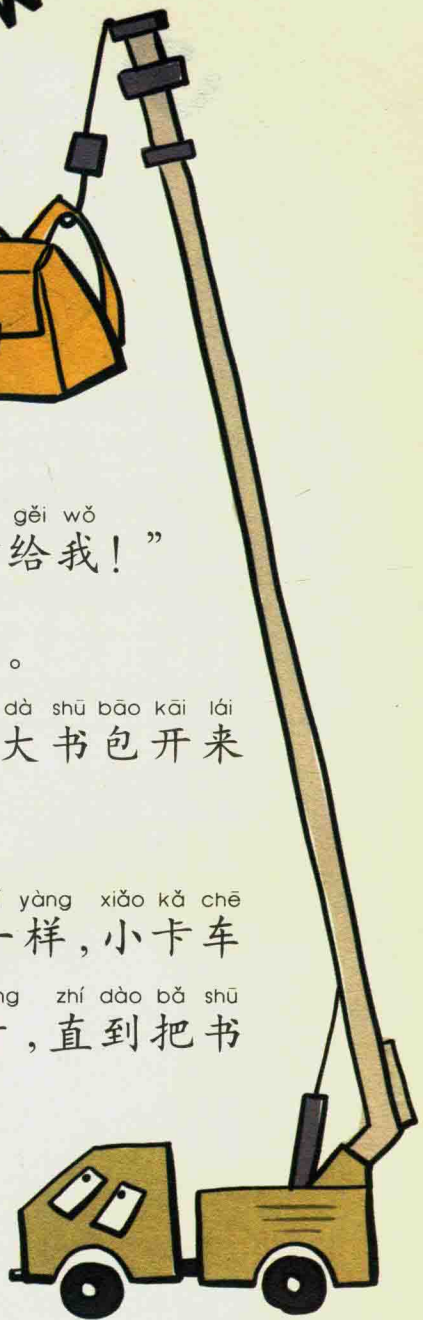 gěi wǒ
给我！”
。
dà shū bāo kāi lái
大书包开来
yàng xiǎo kǎ chē
一样，小卡车
zhí dào bǎ shū
，直到把书